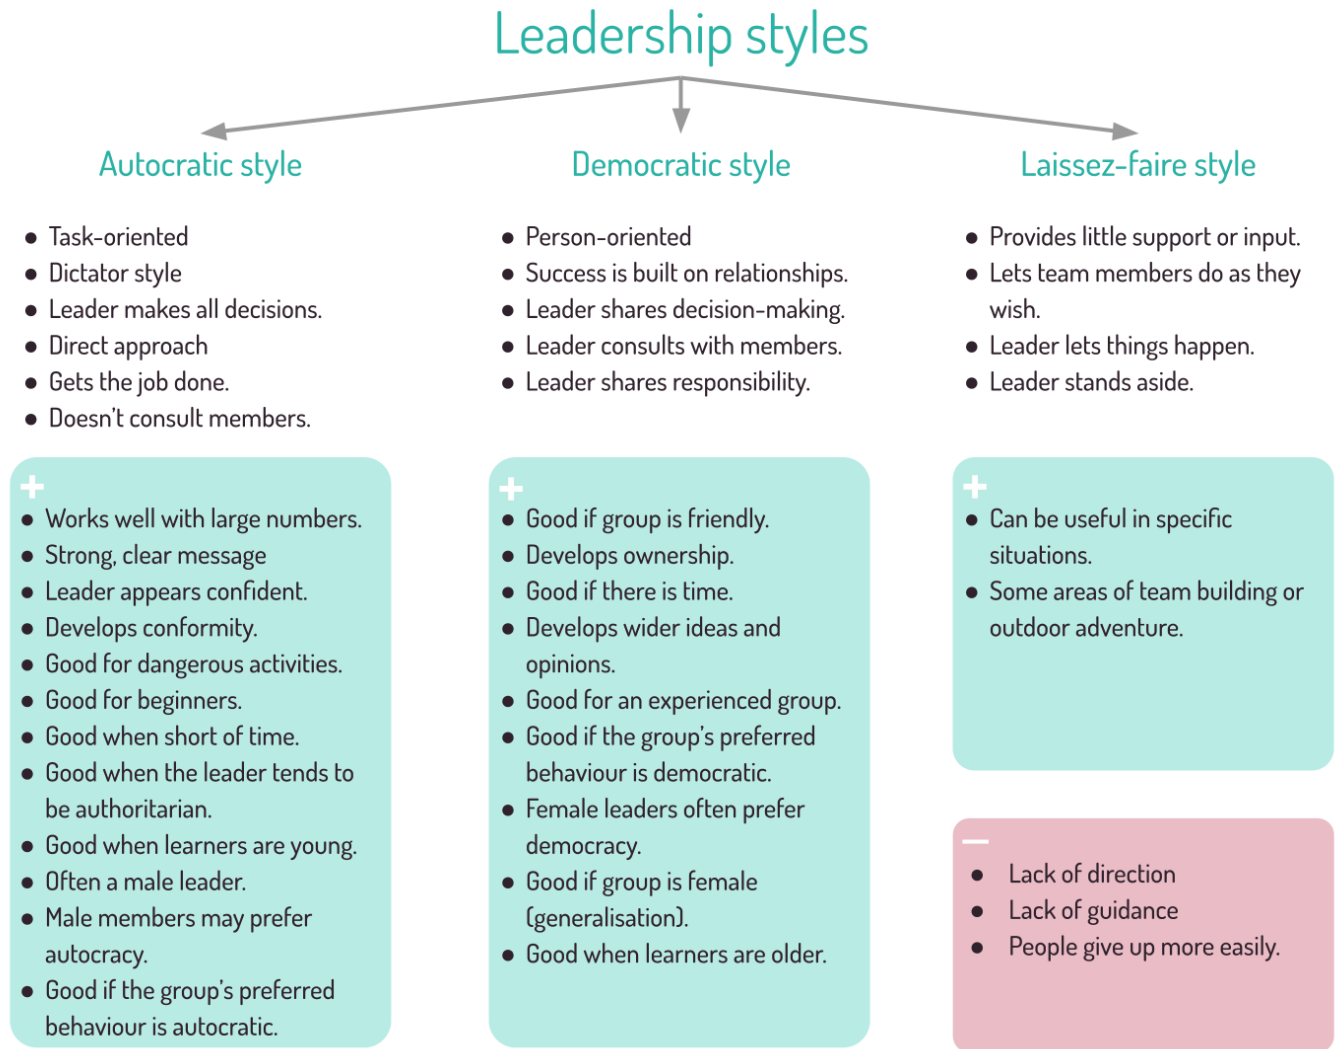 Leadership styles
Autocratic style
● Task-oriented
● Dictator style
● Leader makes all decisions.
● Direct approach
● Gets the job done.
● Doesn't consult members.
+
● Works well with large numbers.
● Strong, clear message
● Leader appears confident.
● Develops conformity.
● Good for dangerous activities.
● Good for beginners.
● Good when short of time.
● Good when the leader tends to
be authoritarian.
● Good when learners are young.
● Often a male leader.
● Male members may prefer
autocracy.
● Good if the group's preferred
behaviour is autocratic.
Democratic style
● Person-oriented
● Success is built on relationships.
● Leader shares decision-making.
● Leader consults with members.
● Leader shares responsibility.
+
● Good if group is friendly.
● Develops ownership.
● Good if there is time.
● Develops wider ideas and
opinions.
● Good for an experienced group.
● Good if the group's preferred
behaviour is democratic.
● Female leaders often prefer
democracy.
● Good if group is female
(generalisation).
● Good when learners are older.
Laissez-faire style
● Provides little support or input.
● Lets team members do as they
wish.
● Leader lets things happen.
● Leader stands aside.
+
● Can be useful in specific
situations.
● Some areas of team building or
outdoor adventure.
–
● Lack of direction
● Lack of guidance
● People give up more easily.